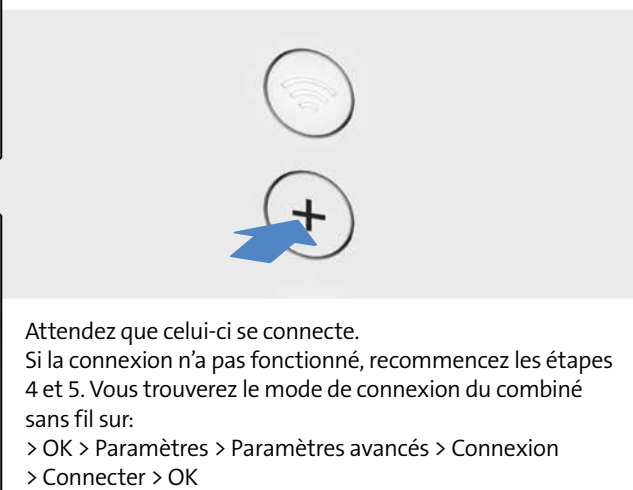 Attendez que celui-ci se connecte.
Si la connexion n’a pas fonctionné, recommencez les étapes
4 et 5. Vous trouverez le mode de connexion du combiné
sans fil sur:
> OK > Paramètres > Paramètres avancés > Connexion
> Connecter > OK